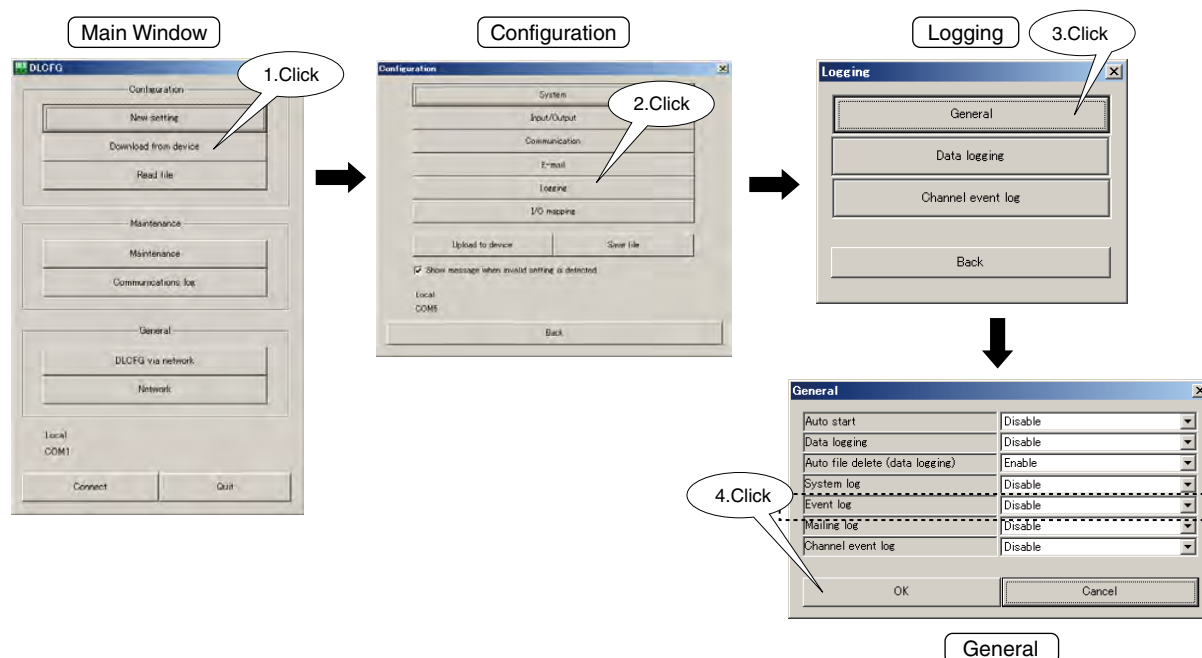 Main Window
DLCFG
1.Click
Configuration
New setting
Download from device
Read file
Maintenance
Maintenance
Communications log
General
DLCFG via network
Network
Local
COM1
Connect
Quit
Configuration
Configuration
System
2.Click
Input/Output
Communication
E-mail
Logging
I/O mapping
Upload to device
Save file
Show message when invalid setting is detected
Local
COM5
Back
Logging
3.Click
Logging
General
Data logging
Channel event log
Back
General
Auto start Disable
Data logging Disable
Auto file delete (data logging) Enable
System log Disable
4.Click
Event log Disable
Mailing log Disable
Channel event log Disable
OK
Cancel
General